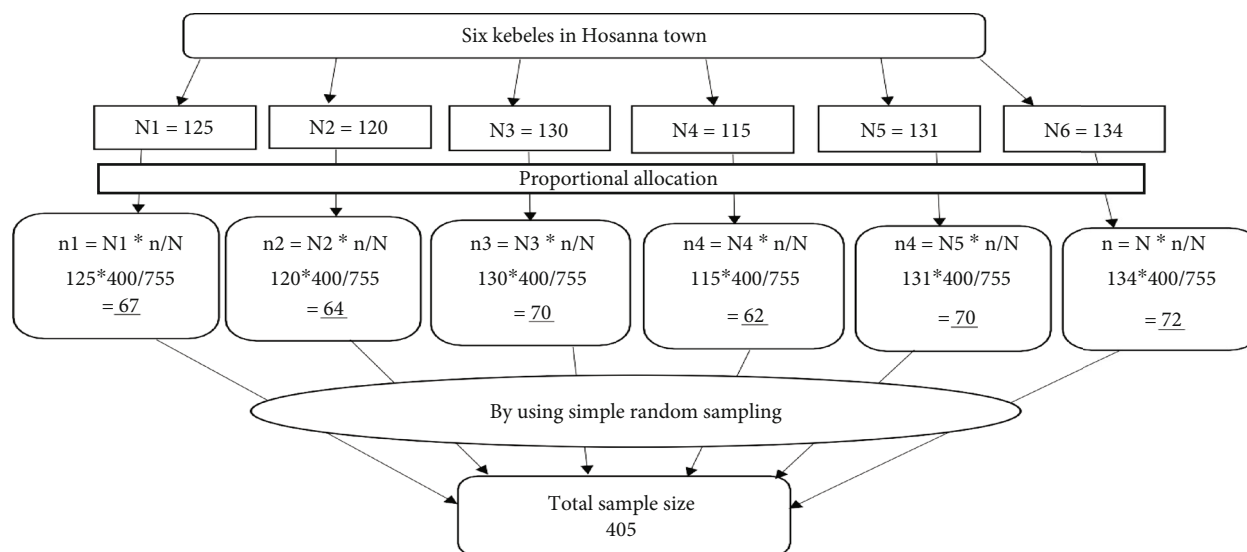 Six kebeles in Hosanna town
N1 = 125
N2 = 120
N3 = 130
N4 = 115
N5 = 131
N6 = 134
Proportional allocation
n1 = N1 * n/N
125*400/755
= 67
n2 = N2 * n/N
120*400/755
= 64
n3 = N3 * n/N
130*400/755
= 70
n4 = N4 * n/N
115*400/755
= 62
n4 = N5 * n/N
131*400/755
= 70
n = N * n/N
134*400/755
= 72
By using simple random sampling
Total sample size
405